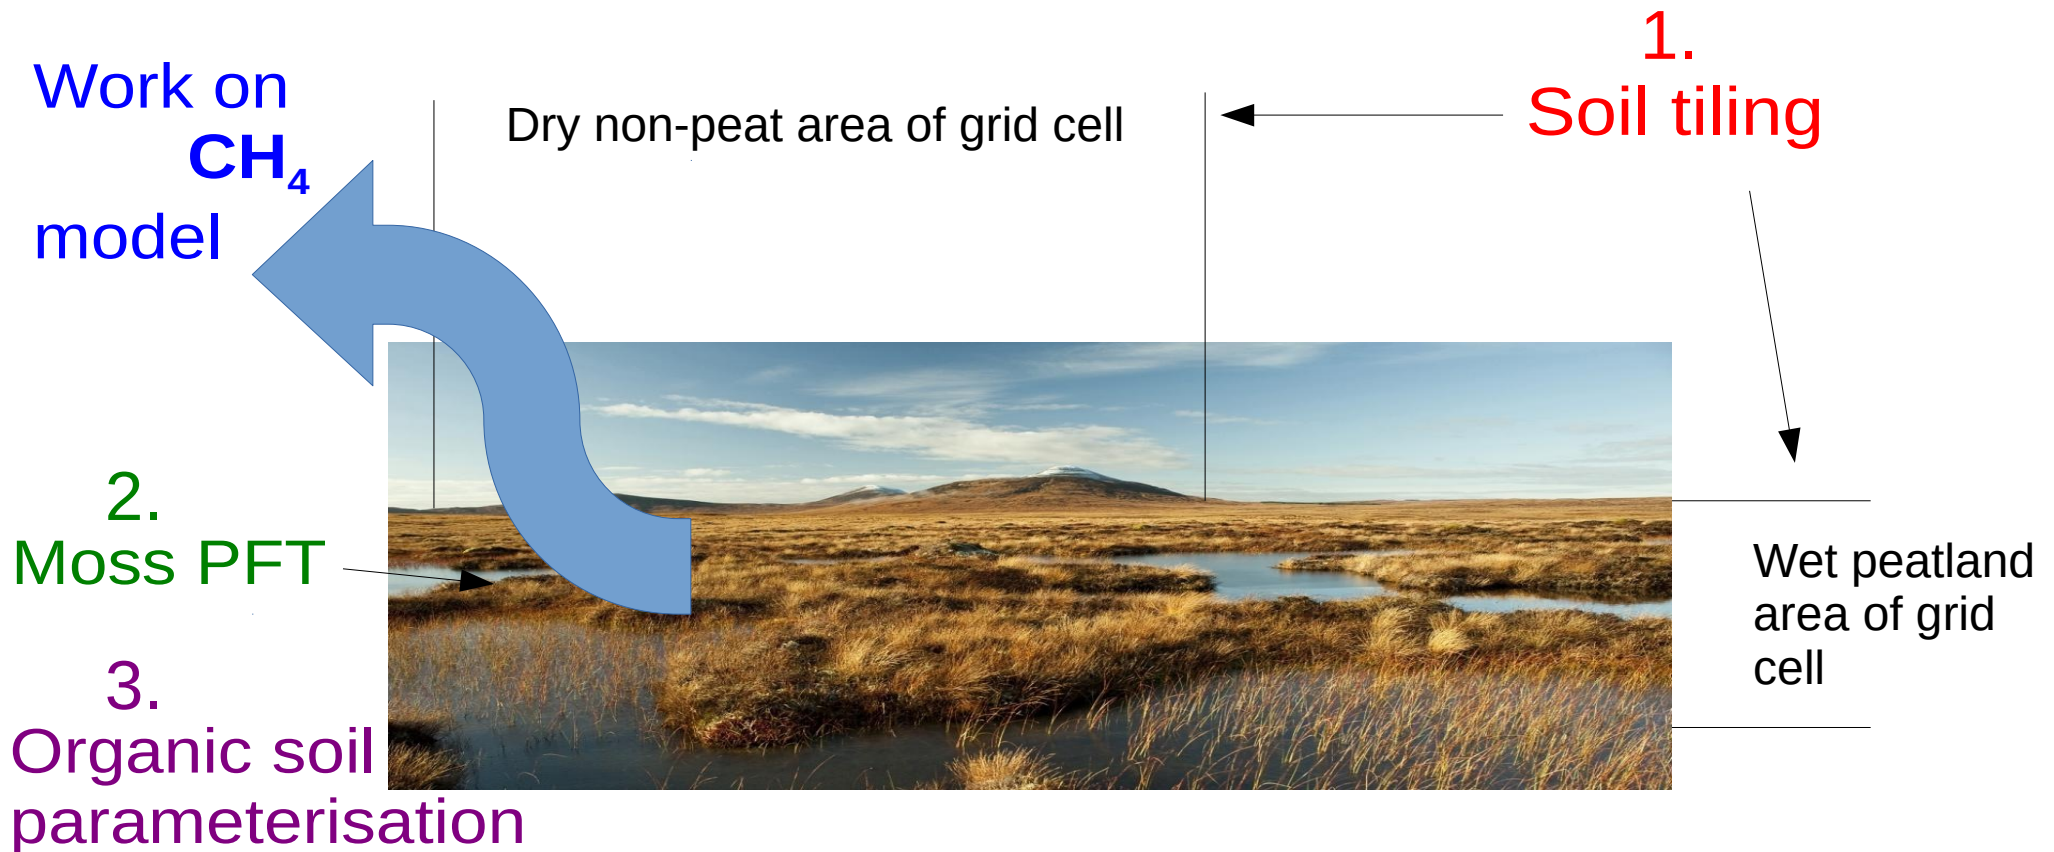 Work on
CH₄
model
Dry non-peat area of grid cell
1.
Soil tiling
2.
Moss PFT
3.
Organic soil
parameterisation
Wet peatland
area of grid
cell